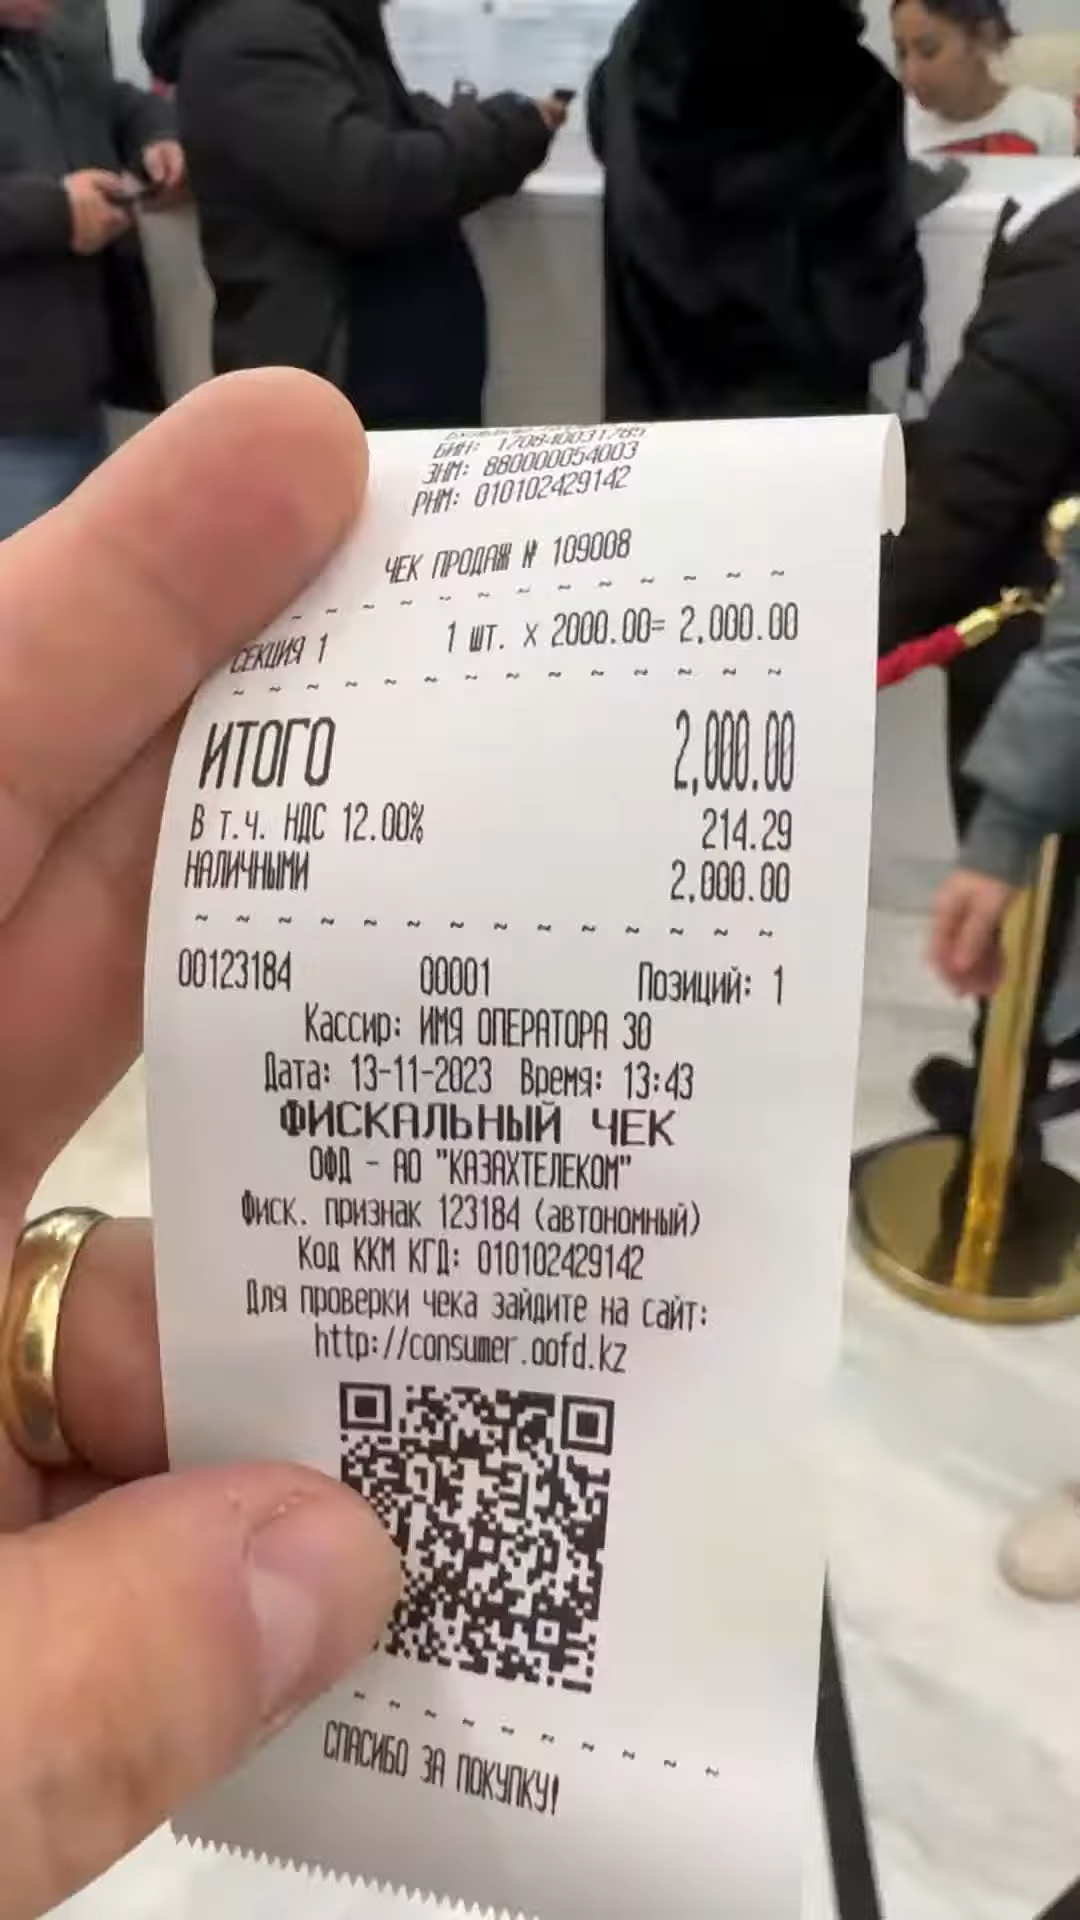 БИН: 170840031785
ЗНМ: 880000054003
РНМ: 010102429142
ЧЕК ПРОДАЖ № 109008
СЕКЦИЯ 1 1 шт. x 2000.00= 2,000.00
ИТОГО 2,000.00
В т.ч. НДС 12.00% 214.29
НАЛИЧНЫМИ 2,000.00
00123184 00001 Позиций: 1
Кассир: ИМЯ ОПЕРАТОРА 30
Дата: 13-11-2023 Время: 13:43
ФИСКАЛЬНЫЙ ЧЕК
ОФД - АО "КАЗАХТЕЛЕКОМ"
Фиск. признак 123184 (автономный)
Код ККМ КГД: 010102429142
Для проверки чека зайдите на сайт:
http://consumer.oofd.kz
СПАСИБО ЗА ПОКУПКУ!